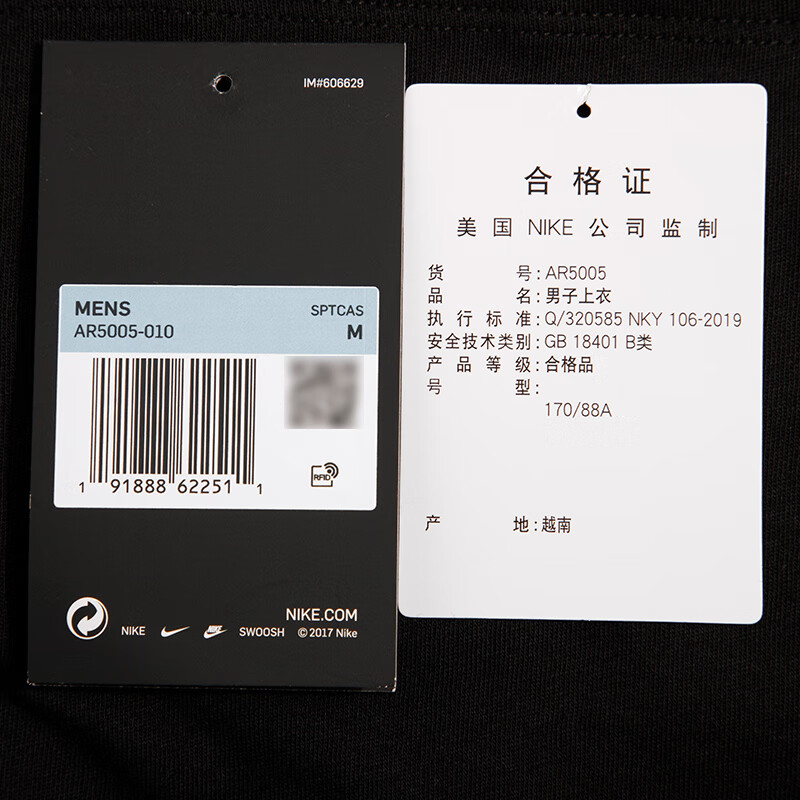 IM#606629
MENS SPTCAS
AR5005-010 M
1 91888 62251 1
RFID
NIKE.COM
NIKE SWOOSH © 2017 Nike
合格证
美国 NIKE 公司监制
货号:AR5005
品名:男子上衣
执行标准:Q/320585 NKY 106-2019
安全技术类别:GB 18401 B类
产品等级:合格品
号型:
170/88A
产地:越南